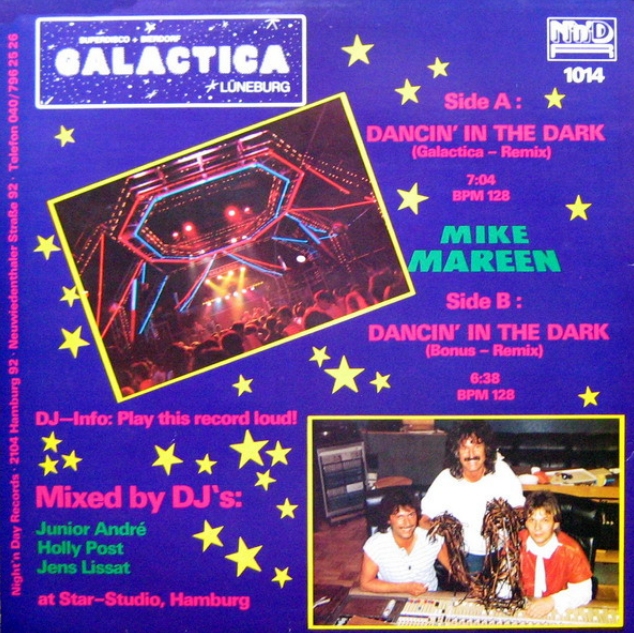 SUPERDISCO + BIERDORF
GALACTICA
LÜNEBURG
NND
1014
Side A :
DANCIN' IN THE DARK
(Galactica – Remix)
7:04
BPM 128
MIKE
MAREEN
Side B :
DANCIN' IN THE DARK
(Bonus – Remix)
6:38
BPM 128
DJ–Info: Play this record loud!
Mixed by DJ`s:
Junior André
Holly Post
Jens Lissat
at Star–Studio, Hamburg
Night'n Day Records · 2104 Hamburg 92 · Neuwiedenthaler Straße 92 · Telefon 040/796 25 26